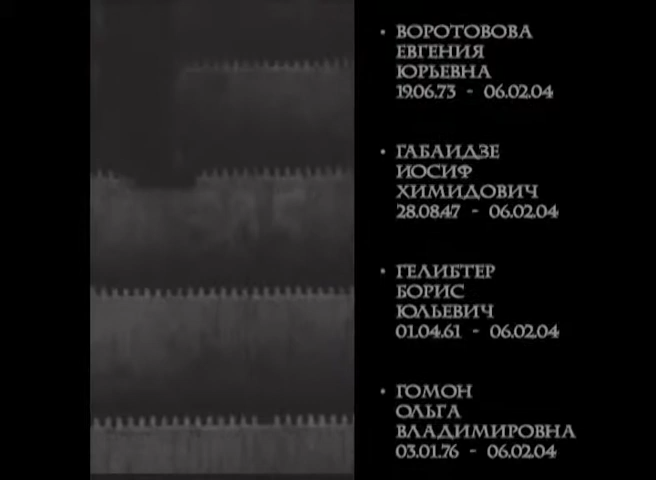 • ВОРОТОВОВА
ЕВГЕНИЯ
ЮРЬЕВНА
19.06.73 - 06.02.04
• ГАБАИДЗЕ
ИОСИФ
ХИМИДОВИЧ
28.08.47 - 06.02.04
• ГЕЛИБТЕР
БОРИС
ЮЛЬЕВИЧ
01.04.61 - 06.02.04
• ГОМОН
ОЛЬГА
ВЛАДИМИРОВНА
03.01.76 - 06.02.04